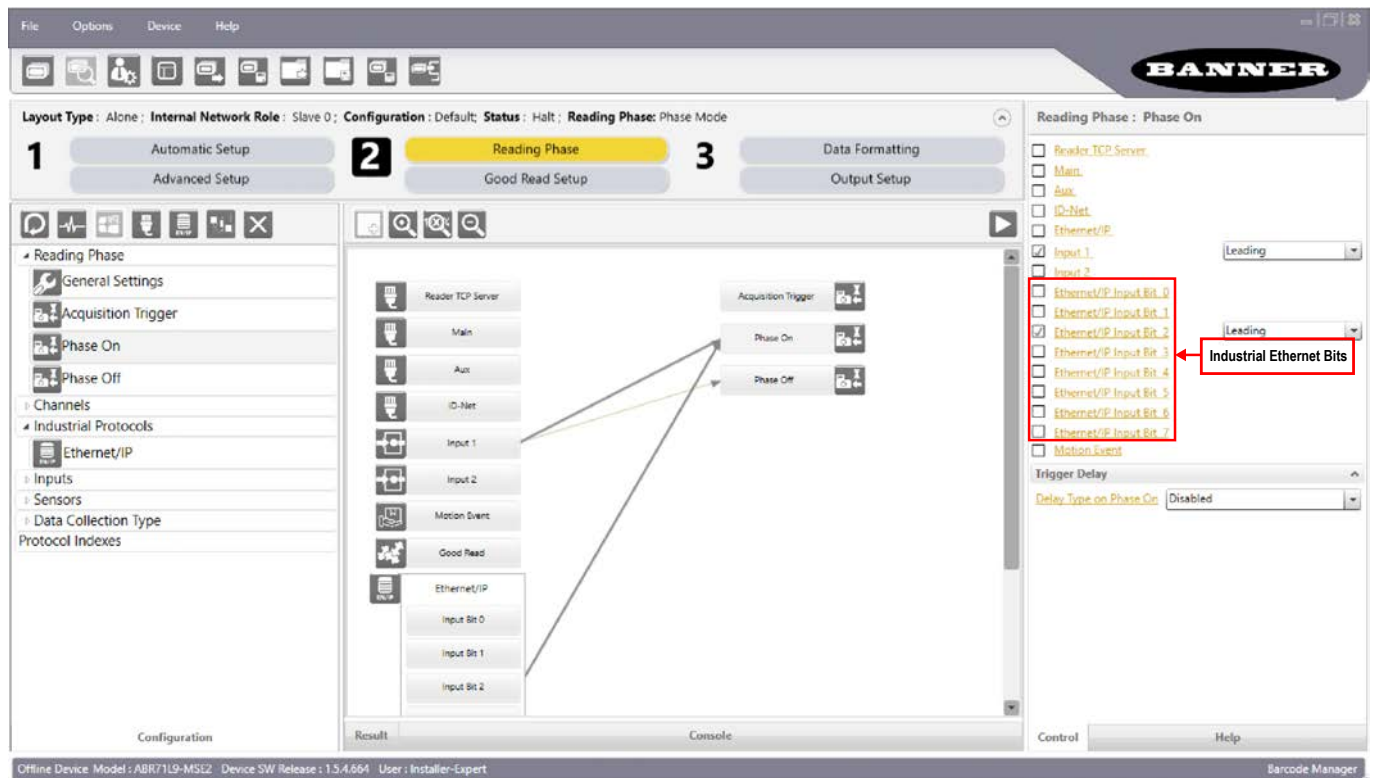 File Options Device Help
BANNER
Layout Type : Alone ; Internal Network Role : Slave 0 ; Configuration : Default; Status : Halt ; Reading Phase: Phase Mode
1
Automatic Setup
Advanced Setup
2
Reading Phase
Good Read Setup
3
Data Formatting
Output Setup
Reading Phase
General Settings
Acquisition Trigger
Phase On
Phase Off
Channels
Industrial Protocols
Ethernet/IP
Inputs
Sensors
Data Collection Type
Protocol Indexes
Configuration
Reader TCP Server
Main
Aux
ID-Net
Input 1
Input 2
Motion Event
Good Read
Ethernet/IP
Input Bit 0
Input Bit 1
Input Bit 2
Acquisition Trigger
Phase On
Phase Off
Result Console
Reading Phase : Phase On
Reader TCP Server
Main
Aux
ID-Net
Ethernet/IP
Input 1 Leading
Input 2
Ethernet/IP Input Bit 0
Ethernet/IP Input Bit 1
Ethernet/IP Input Bit 2 Leading
Ethernet/IP Input Bit 3
Ethernet/IP Input Bit 4
Ethernet/IP Input Bit 5
Ethernet/IP Input Bit 6
Ethernet/IP Input Bit 7
Industrial Ethernet Bits
Motion Event
Trigger Delay
Delay Type on Phase On Disabled
Control Help
Offline Device Model : ABR71L9-MSE2 Device SW Release : 1.5.4.664 User : Installer-Expert
Barcode Manager